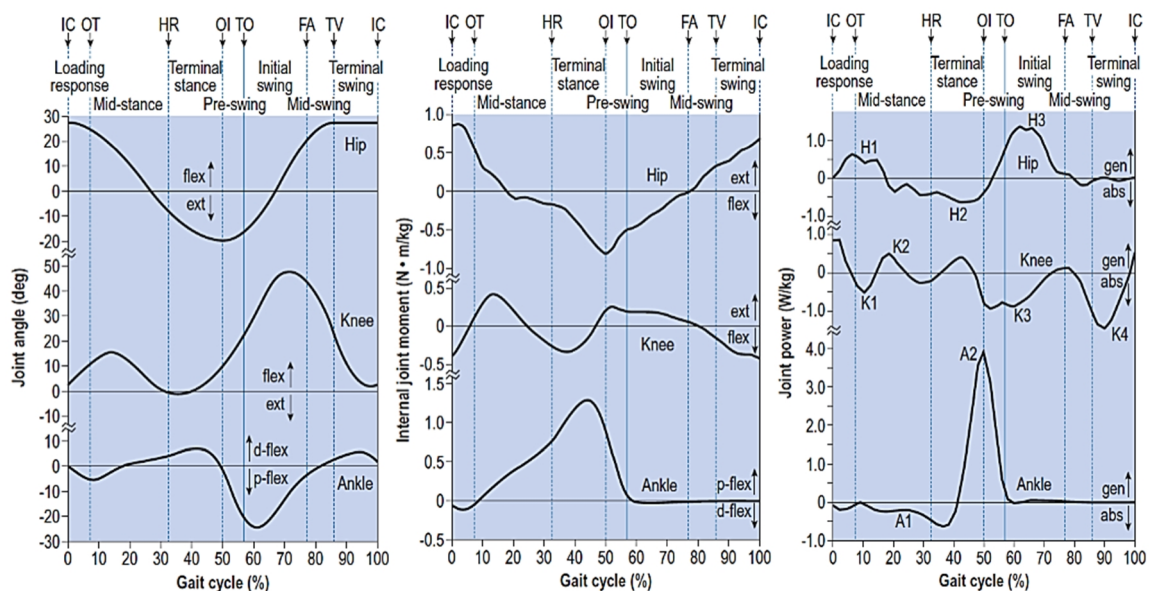 IC OT HR OI TO FA TV IC
Loading response
Mid-stance
Terminal stance
Pre-swing
Initial swing
Mid-swing
Terminal swing
Joint angle (deg)
30
20
10
0
-10
-20
Hip
flex
ext
50
40
30
20
10
0
-10
Knee
flex
ext
10
0
-10
-20
-30
d-flex
p-flex
Ankle
0 10 20 30 40 50 60 70 80 90 100
Gait cycle (%)
IC OT HR OI TO FA TV IC
Loading response
Mid-stance
Terminal stance
Pre-swing
Initial swing
Mid-swing
Terminal swing
Internal joint moment (N • m/kg)
1.0
0.5
0
-0.5
-1.0
Hip
ext
flex
0.5
0
-0.5
Knee
ext
flex
1.5
1.0
0.5
0
-0.5
Ankle
p-flex
d-flex
0 10 20 30 40 50 60 70 80 90 100
Gait cycle (%)
IC OT HR OI TO FA TV IC
Loading response
Mid-stance
Terminal stance
Pre-swing
Initial swing
Mid-swing
Terminal swing
Joint power (W/kg)
1.0
0
-1.0
H1
H2
H3
Hip
gen
abs
1.0
0
-1.0
K1
K2
K3
K4
Knee
gen
abs
4.0
3.0
2.0
1.0
0
-1.0
A1
A2
Ankle
gen
abs
0 10 20 30 40 50 60 70 80 90 100
Gait cycle (%)